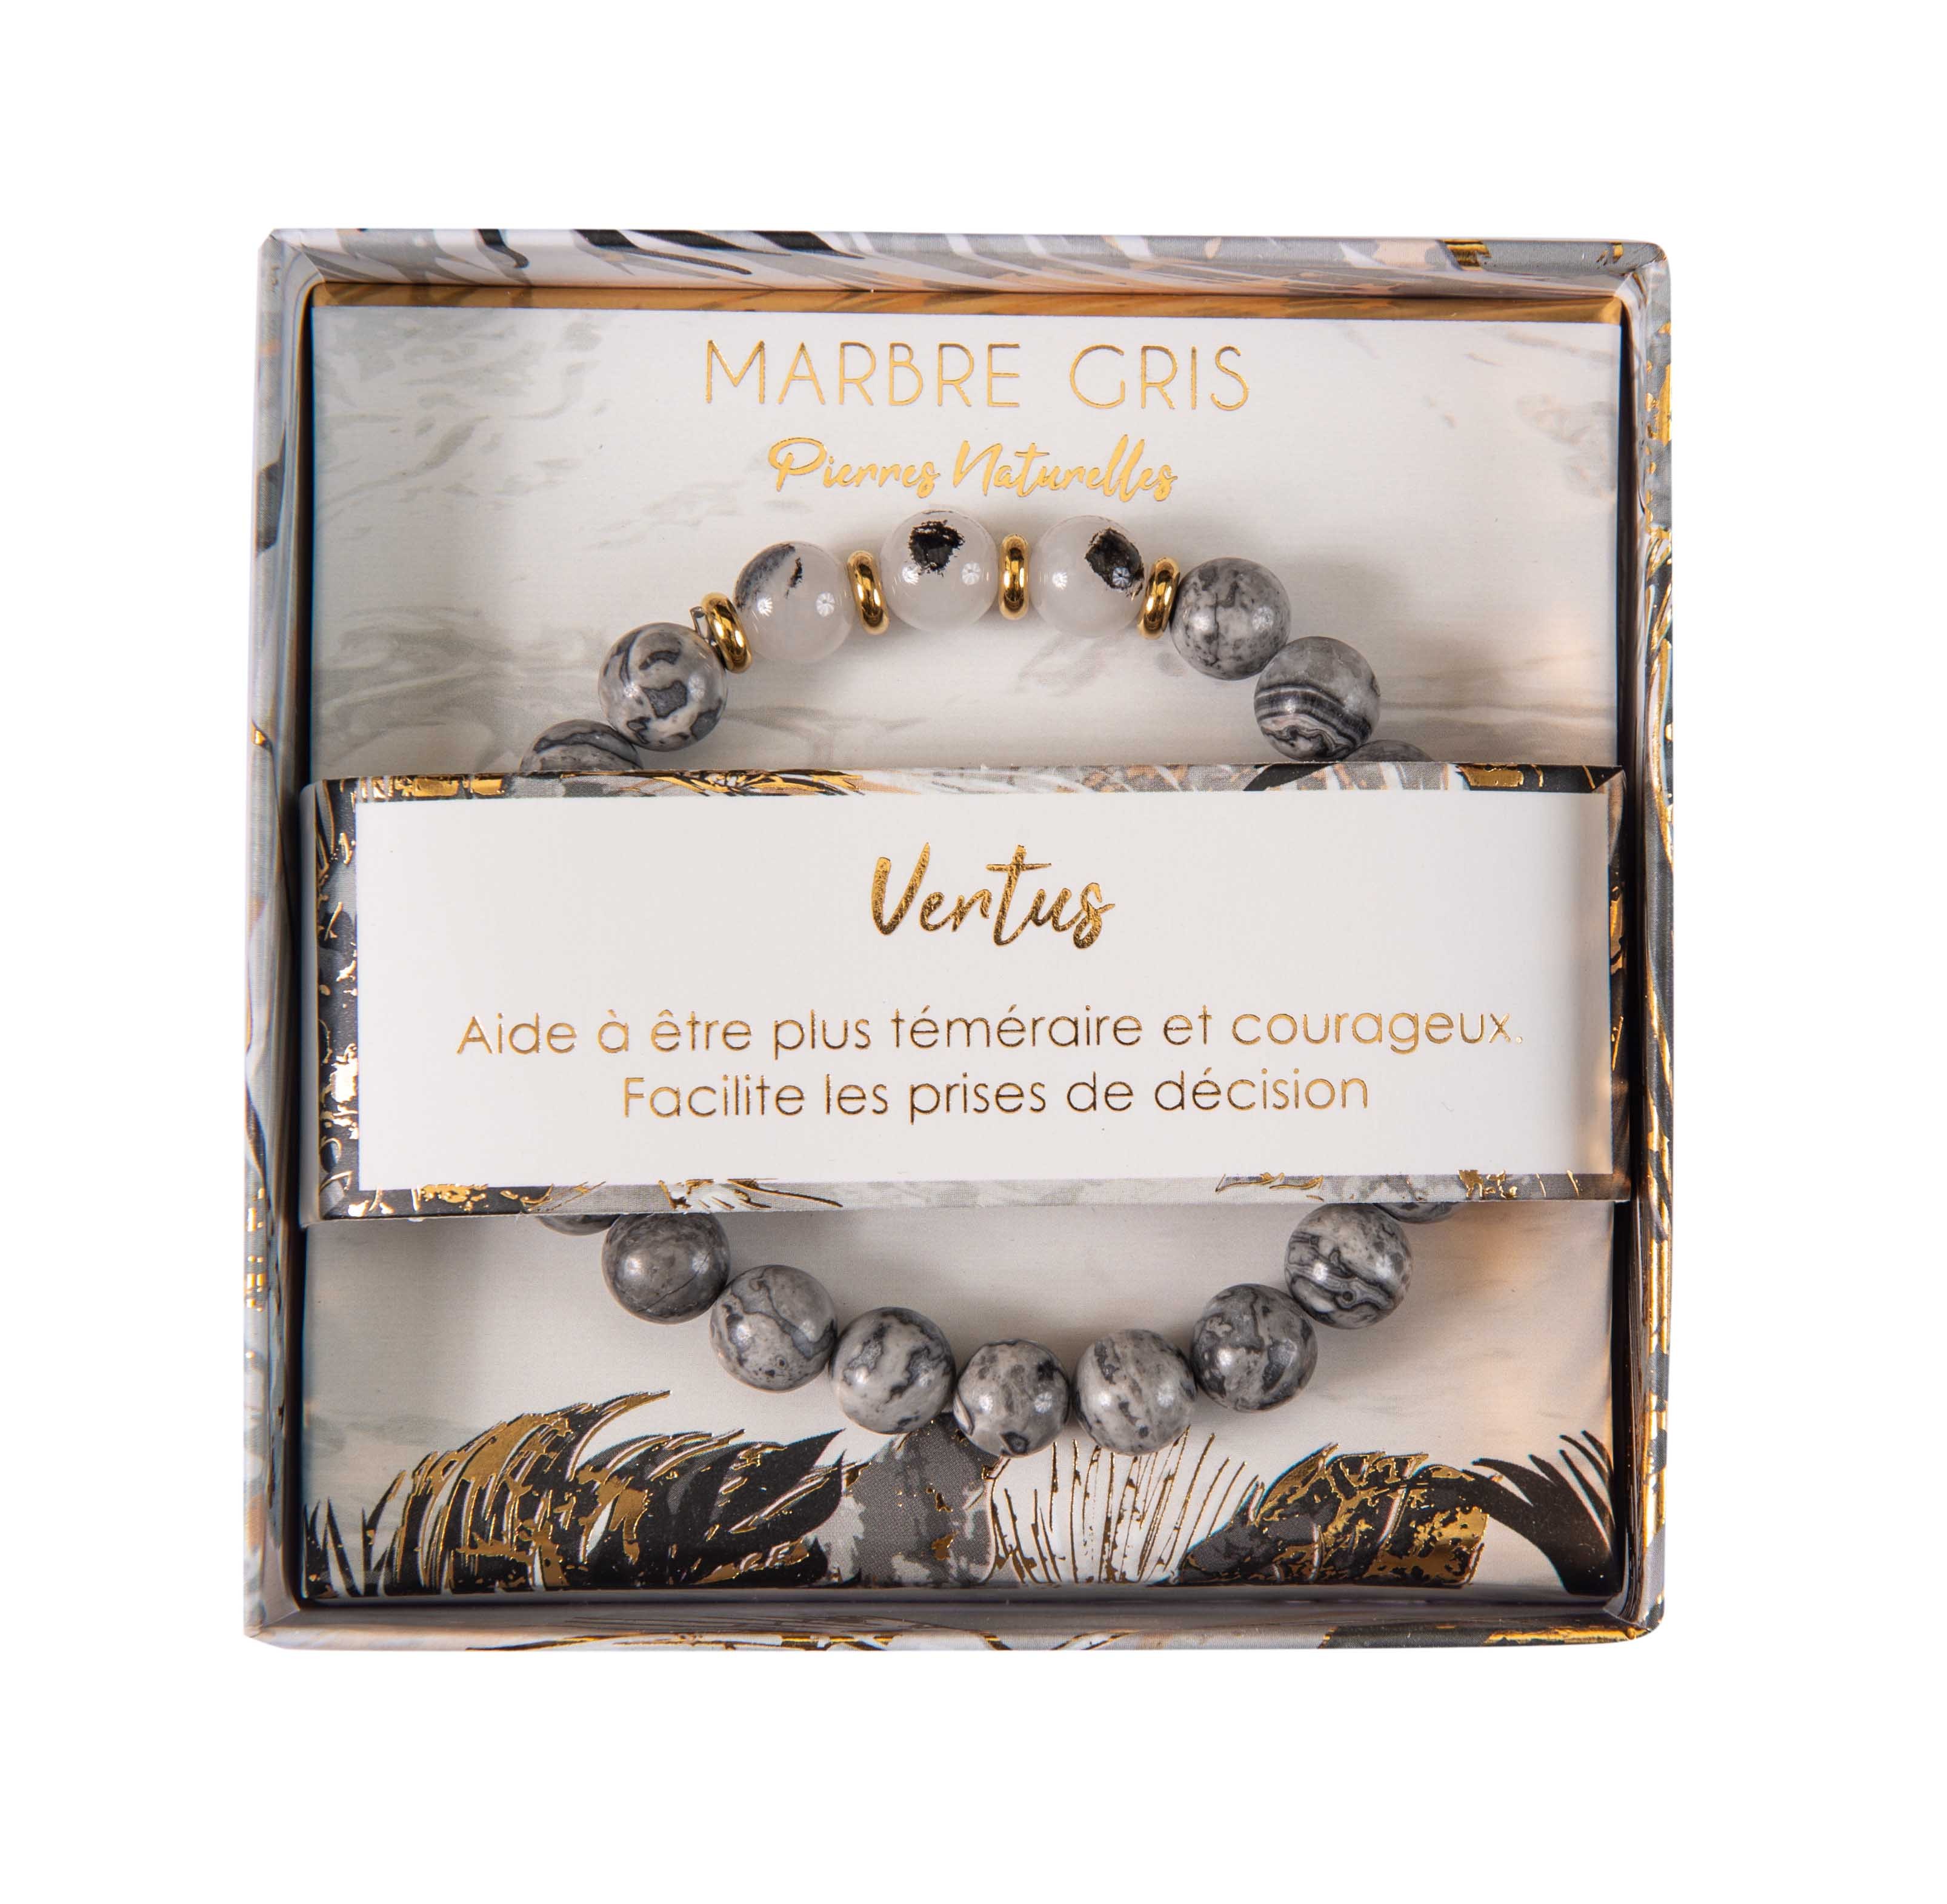 MARBRE GRIS
Pierres Naturelles
Vertus
Aide à être plus téméraire et courageux.
Facilite les prises de décision